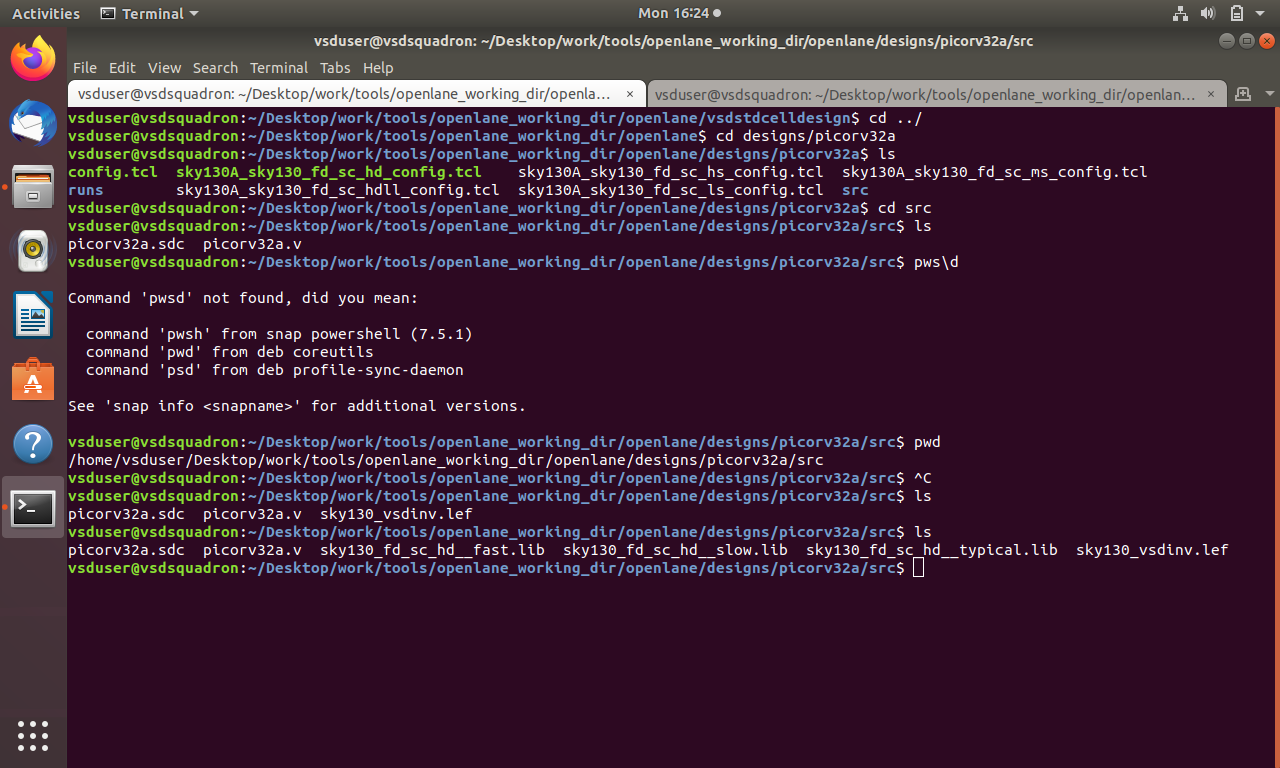 Activities Terminal Mon 16:24
vsduser@vsdsquadron: ~/Desktop/work/tools/openlane_working_dir/openlane/designs/picorv32a/src
File Edit View Search Terminal Tabs Help
vsduser@vsdsquadron: ~/Desktop/work/tools/openlane_working_dir/openla… × vsduser@vsdsquadron: ~/Desktop/work/tools/openlane_working_dir/openlan… ×
vsduser@vsdsquadron:~/Desktop/work/tools/openlane_working_dir/openlane/vsdstdcelldesign$ cd ../
vsduser@vsdsquadron:~/Desktop/work/tools/openlane_working_dir/openlane$ cd designs/picorv32a
vsduser@vsdsquadron:~/Desktop/work/tools/openlane_working_dir/openlane/designs/picorv32a$ ls
config.tcl  sky130A_sky130_fd_sc_hd_config.tcl    sky130A_sky130_fd_sc_hs_config.tcl  sky130A_sky130_fd_sc_ms_config.tcl
runs        sky130A_sky130_fd_sc_hdll_config.tcl  sky130A_sky130_fd_sc_ls_config.tcl  src
vsduser@vsdsquadron:~/Desktop/work/tools/openlane_working_dir/openlane/designs/picorv32a$ cd src
vsduser@vsdsquadron:~/Desktop/work/tools/openlane_working_dir/openlane/designs/picorv32a/src$ ls
picorv32a.sdc  picorv32a.v
vsduser@vsdsquadron:~/Desktop/work/tools/openlane_working_dir/openlane/designs/picorv32a/src$ pws\d
Command 'pwsd' not found, did you mean:
  command 'pwsh' from snap powershell (7.5.1)
  command 'pwd' from deb coreutils
  command 'psd' from deb profile-sync-daemon
See 'snap info <snapname>' for additional versions.
vsduser@vsdsquadron:~/Desktop/work/tools/openlane_working_dir/openlane/designs/picorv32a/src$ pwd
/home/vsduser/Desktop/work/tools/openlane_working_dir/openlane/designs/picorv32a/src
vsduser@vsdsquadron:~/Desktop/work/tools/openlane_working_dir/openlane/designs/picorv32a/src$ ^C
vsduser@vsdsquadron:~/Desktop/work/tools/openlane_working_dir/openlane/designs/picorv32a/src$ ls
picorv32a.sdc  picorv32a.v  sky130_vsdinv.lef
vsduser@vsdsquadron:~/Desktop/work/tools/openlane_working_dir/openlane/designs/picorv32a/src$ ls
picorv32a.sdc  picorv32a.v  sky130_fd_sc_hd__fast.lib  sky130_fd_sc_hd__slow.lib  sky130_fd_sc_hd__typical.lib  sky130_vsdinv.lef
vsduser@vsdsquadron:~/Desktop/work/tools/openlane_working_dir/openlane/designs/picorv32a/src$